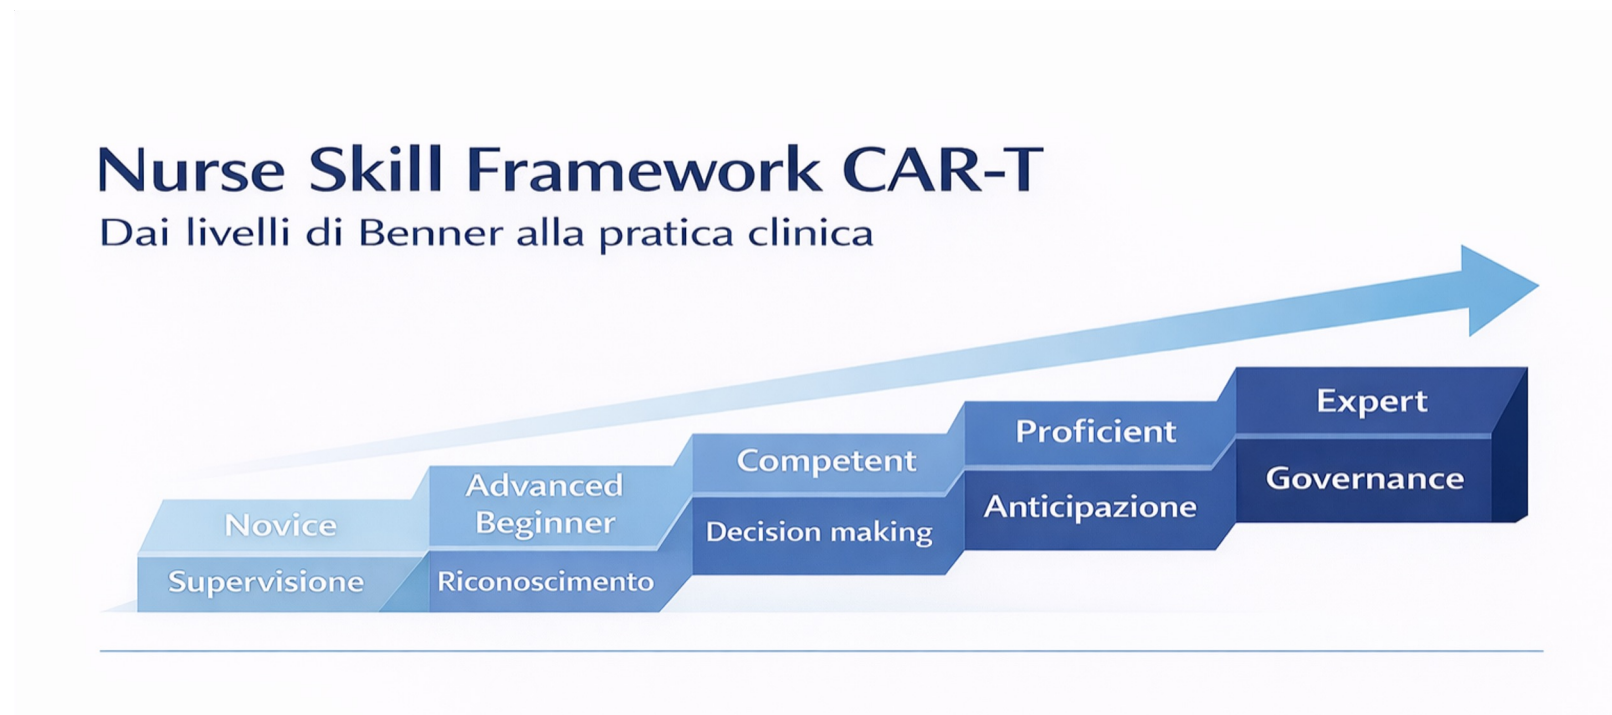 Nurse Skill Framework CAR-T
Dai livelli di Benner alla pratica clinica
Novice
Supervisione
Advanced
Beginner
Riconoscimento
Competent
Decision making
Proficient
Anticipazione
Expert
Governance